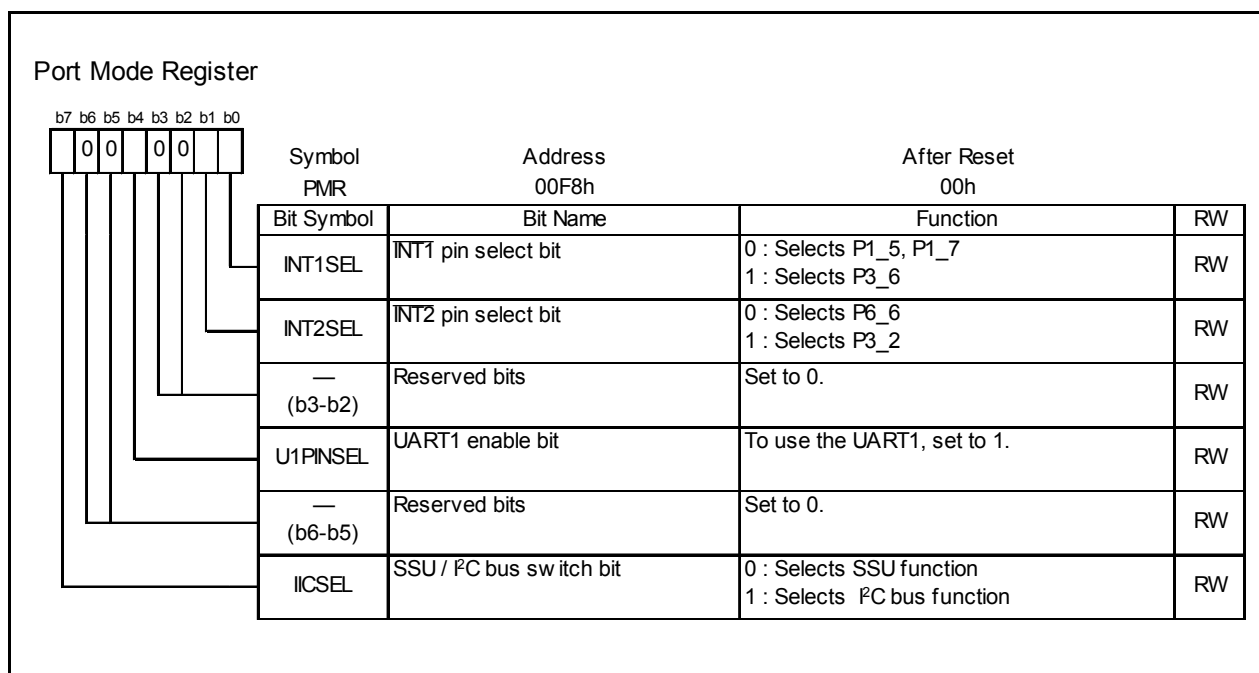 Port Mode Register
b7 b6 b5 b4 b3 b2 b1 b0
0 0 0 0
Symbol Address After Reset
PMR 00F8h 00h
Bit Symbol Bit Name Function RW
INT1SEL INT1 pin select bit 0 : Selects P1_5, P1_7 RW
1 : Selects P3_6
INT2SEL INT2 pin select bit 0 : Selects P6_6 RW
1 : Selects P3_2
— Reserved bits Set to 0. RW
(b3-b2)
U1PINSEL UART1 enable bit To use the UART1, set to 1. RW
— Reserved bits Set to 0. RW
(b6-b5)
IICSEL SSU / I²C bus switch bit 0 : Selects SSU function RW
1 : Selects I²C bus function